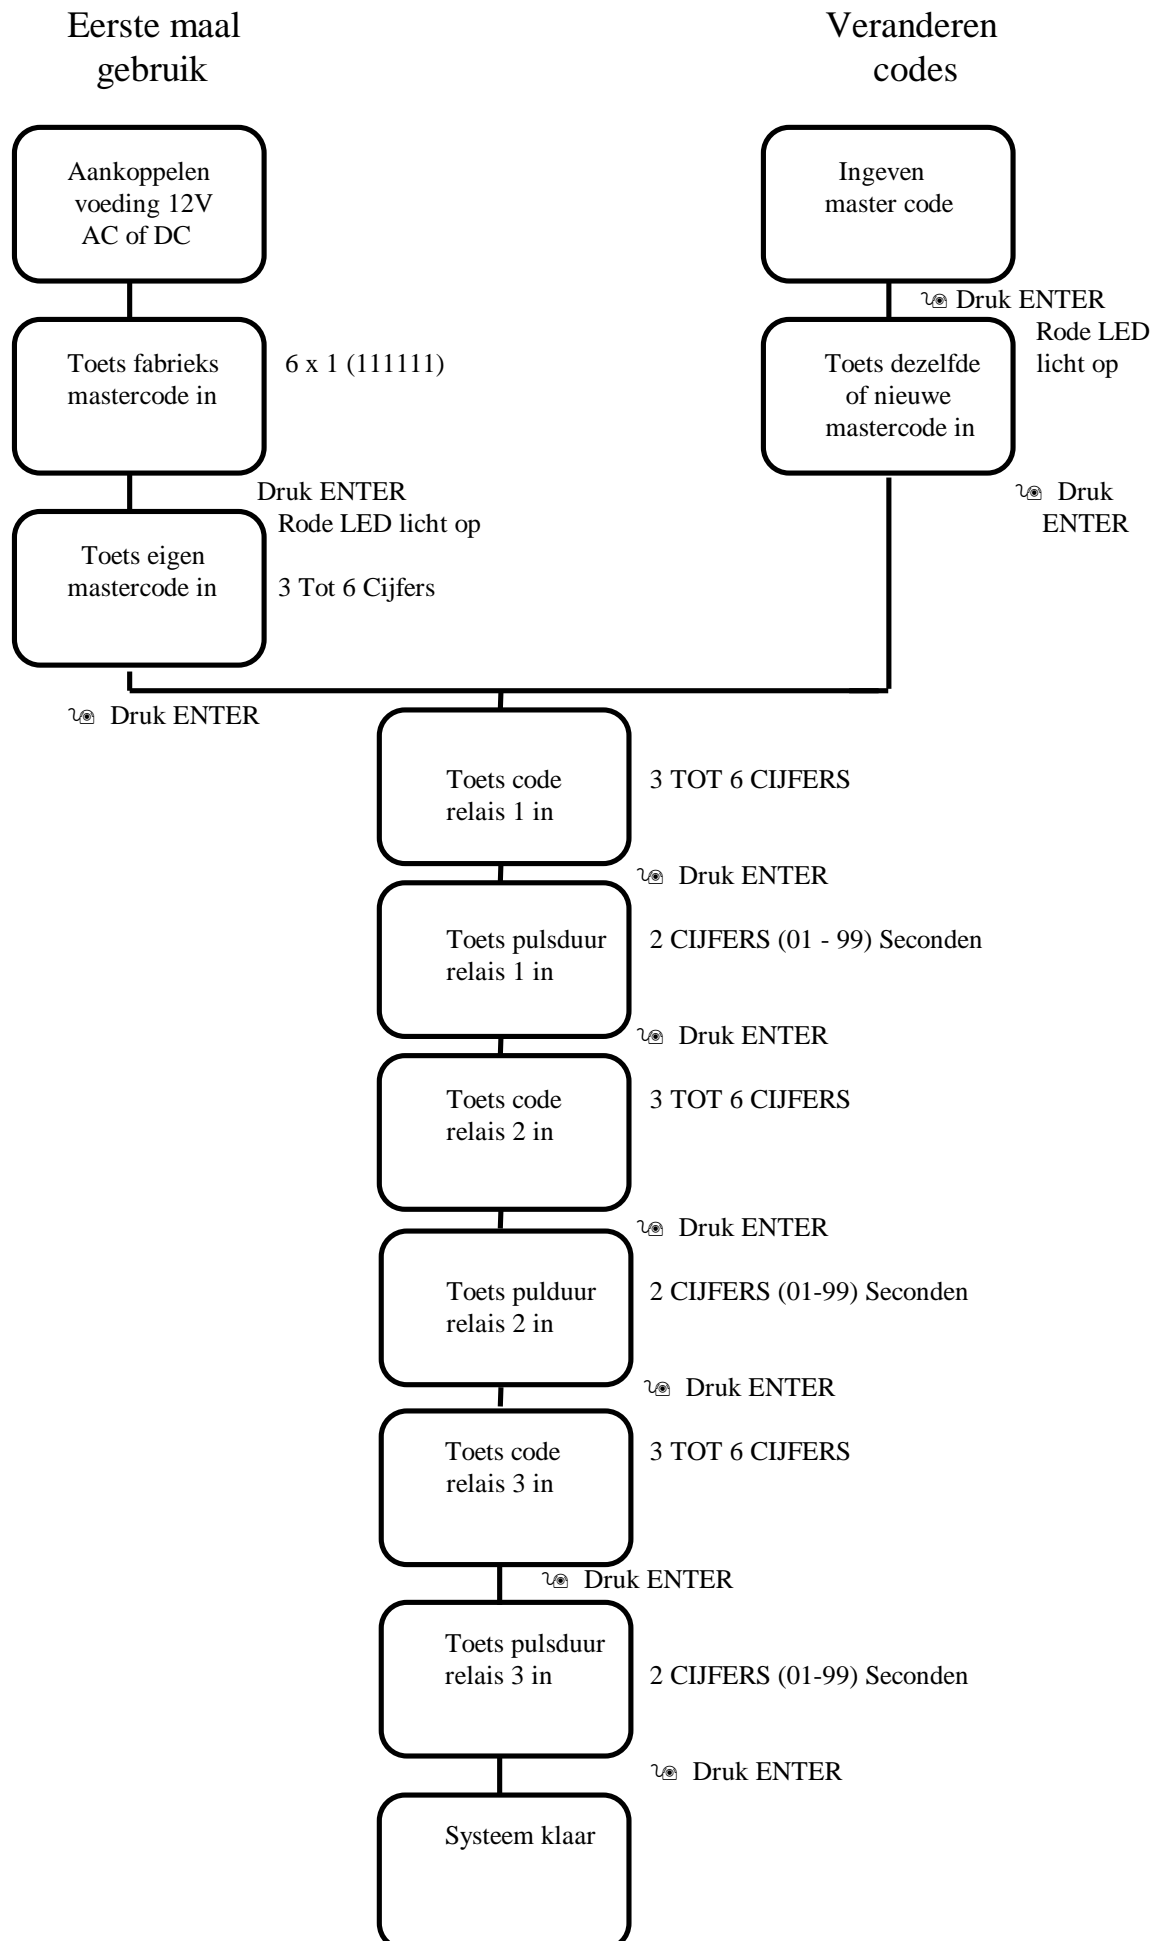 Eerste maal
gebruik
Veranderen
codes
Aankoppelen
voeding 12V
AC of DC
Ingeven
master code
Druk ENTER
Rode LED
licht op
Toets fabrieks
mastercode in
6 x 1 (111111)
Toets dezelfde
of nieuwe
mastercode in
Druk ENTER
Rode LED licht op
Druk
ENTER
Toets eigen
mastercode in
3 Tot 6 Cijfers
Druk ENTER
Toets code
relais 1 in
3 TOT 6 CIJFERS
Druk ENTER
Toets pulsduur
relais 1 in
2 CIJFERS (01 - 99) Seconden
Druk ENTER
Toets code
relais 2 in
3 TOT 6 CIJFERS
Druk ENTER
Toets pulduur
relais 2 in
2 CIJFERS (01-99) Seconden
Druk ENTER
Toets code
relais 3 in
3 TOT 6 CIJFERS
Druk ENTER
Toets pulsduur
relais 3 in
2 CIJFERS (01-99) Seconden
Druk ENTER
Systeem klaar